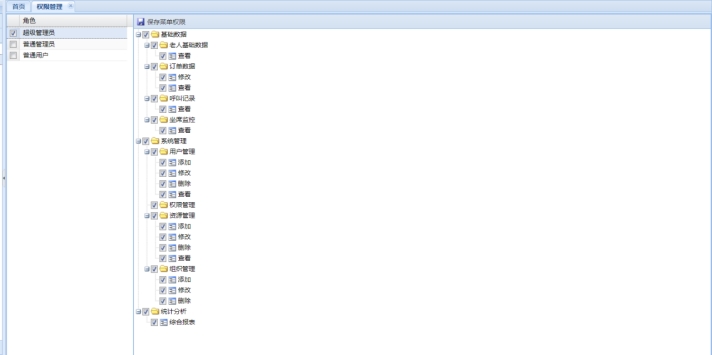 首页 权限管理
角色
保存菜单权限
超级管理员
普通管理员
普通用户
基础数据
老人基础数据
查看
订单数据
修改
查看
呼叫记录
查看
坐席监控
查看
系统管理
用户管理
添加
修改
删除
查看
权限管理
资源管理
添加
修改
删除
查看
组织管理
添加
修改
删除
统计分析
综合报表